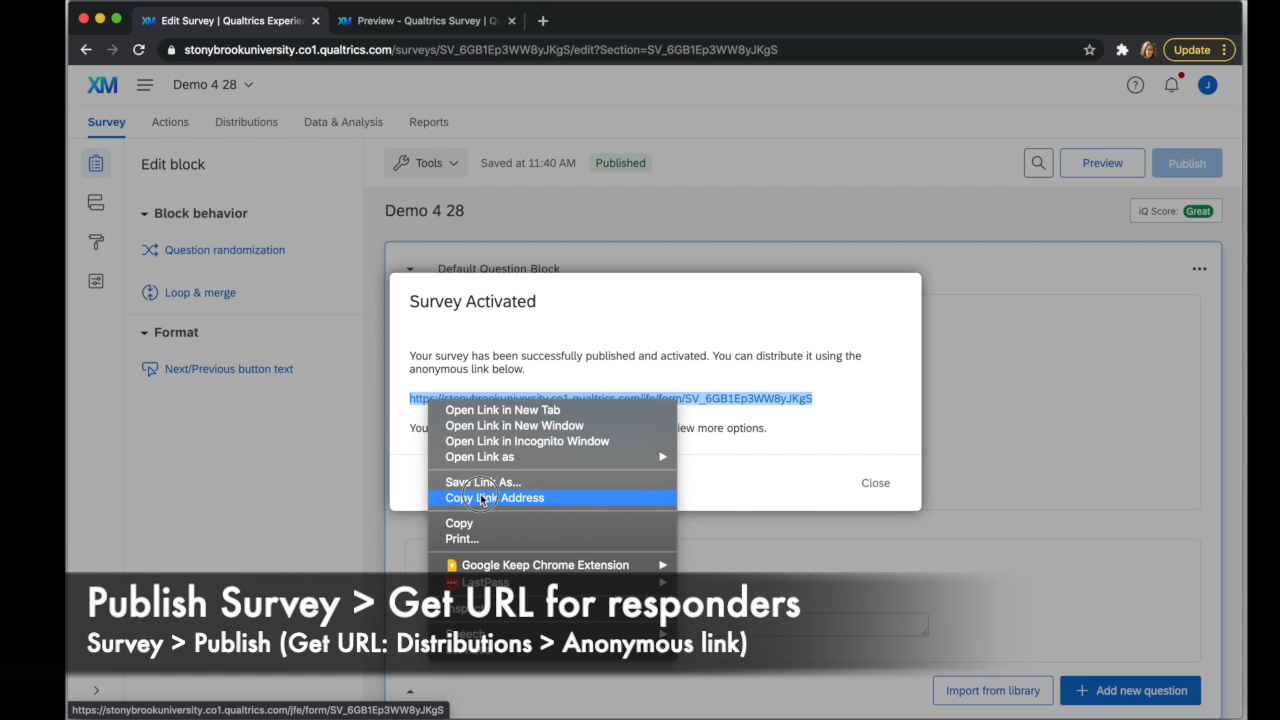 Edit Survey | Qualtrics Experie
Preview - Qualtrics Survey |
stonybrookuniversity.co1.qualtrics.com/surveys/SV_6GB1Ep3WW8yJKgS/edit?Section=SV_6GB1Ep3WW8yJKgS
Update
XM
Demo 4 28
J
Survey
Actions
Distributions
Data & Analysis
Reports
Edit block
Tools
Saved at 11:40 AM
Published
Preview
Publish
Block behavior
Demo 4 28
iQ Score: Great
Question randomization
Default Question Block
Loop & merge
Survey Activated
Format
Your survey has been successfully published and activated. You can distribute it using the
anonymous link below.
Next/Previous button text
https://stonybrookuniversity.co1.qualtrics.com/jfe/form/SV_6GB1Ep3WW8yJKgS
You
view more options.
Open Link in New Tab
Open Link in New Window
Open Link in Incognito Window
Open Link as
Save Link As...
Copy Link Address
Close
Copy
Print...
Google Keep Chrome Extension
LastPass
Inspect
Speech
Publish Survey > Get URL for responders
Survey > Publish (Get URL: Distributions > Anonymous link)
Import from library
Add new question
https://stonybrookuniversity.co1.qualtrics.com/jfe/form/SV_6GB1Ep3WW8yJKgS